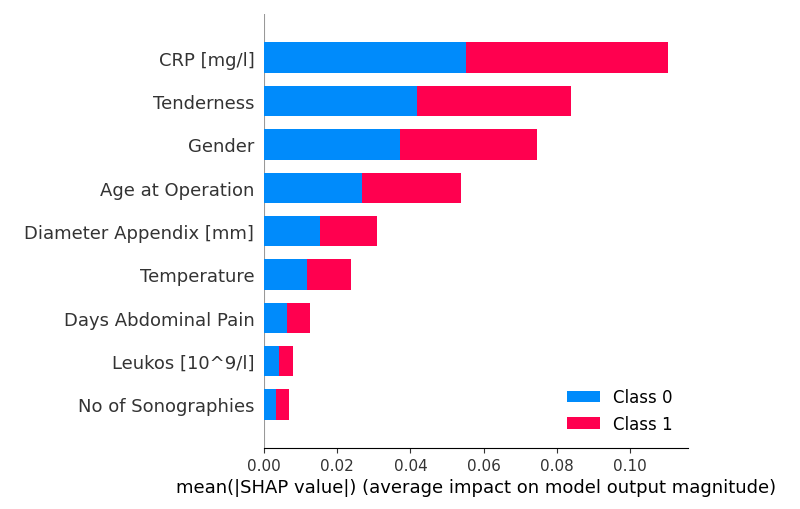 CRP [mg/l]
Tenderness
Gender
Age at Operation
Diameter Appendix [mm]
Temperature
Days Abdominal Pain
Leukos [10^9/l]
No of Sonographies
Class 0
Class 1
0.00 0.02 0.04 0.06 0.08 0.10
mean(|SHAP value|) (average impact on model output magnitude)